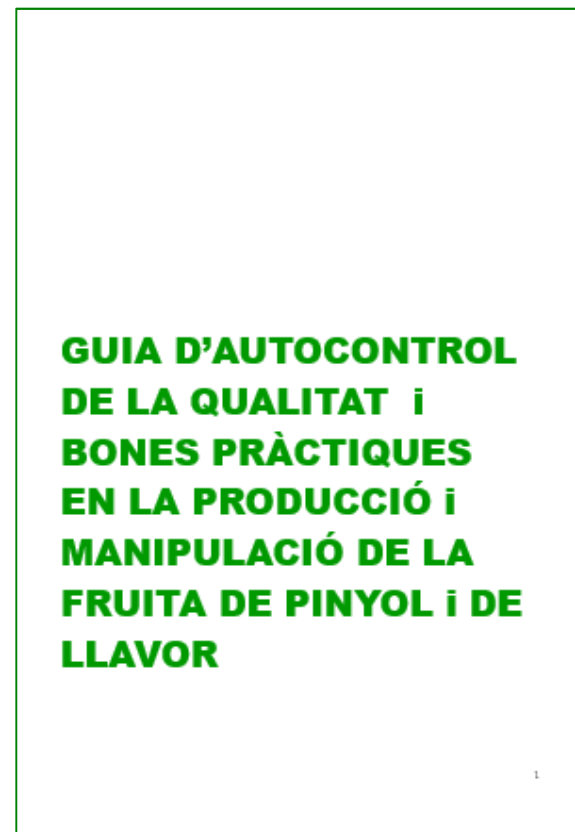 GUIA D’AUTOCONTROL
DE LA QUALITAT i
BONES PRÀCTIQUES
EN LA PRODUCCIÓ i
MANIPULACIÓ DE LA
FRUITA DE PINYOL i DE
LLAVOR
1